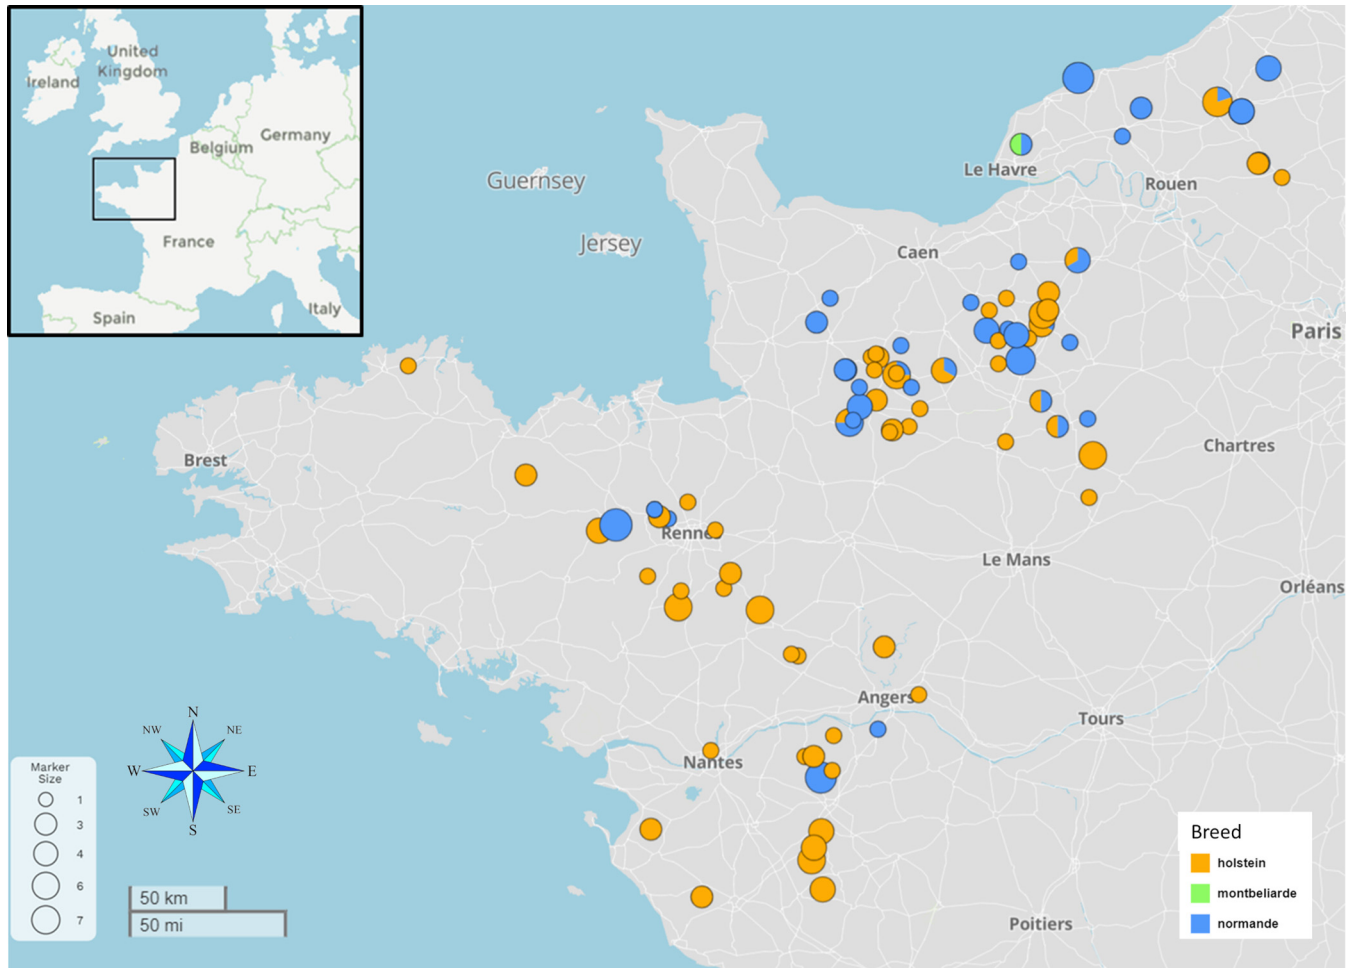 United
Kingdom
Ireland
Germany
Belgium
France
Italy
Spain
Guernsey
Jersey
Le Havre
Rouen
Caen
Paris
Brest
Chartres
Rennes
Le Mans
Orléans
Angers
Tours
Nantes
Poitiers
N
NW
NE
W
E
SW
SE
S
Marker
Size
1
3
4
6
7
50 km
50 mi
Breed
holstein
montbeliarde
normande